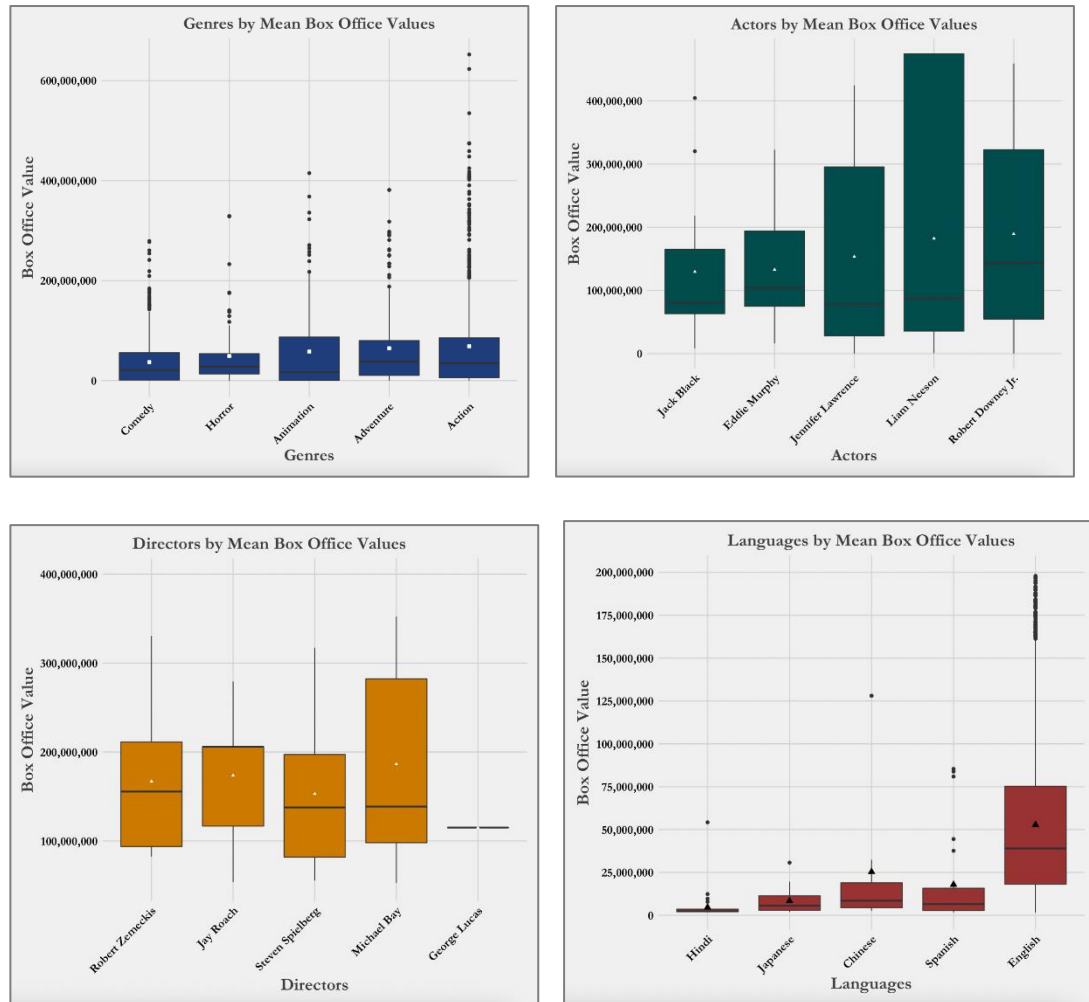 Genres by Mean Box Office Values
600,000,000
400,000,000
200,000,000
0
Box Office Value
Comedy
Horror
Animation
Adventure
Action
Genres
Actors by Mean Box Office Values
400,000,000
300,000,000
200,000,000
100,000,000
0
Box Office Value
Jack Black
Eddie Murphy
Jennifer Lawrence
Liam Neeson
Robert Downey Jr.
Actors
Directors by Mean Box Office Values
400,000,000
300,000,000
200,000,000
100,000,000
Box Office Value
Robert Zemeckis
Jay Roach
Steven Spielberg
Michael Bay
George Lucas
Directors
Languages by Mean Box Office Values
200,000,000
175,000,000
150,000,000
125,000,000
100,000,000
75,000,000
50,000,000
25,000,000
0
Box Office Value
Hindi
Japanese
Chinese
Spanish
English
Languages